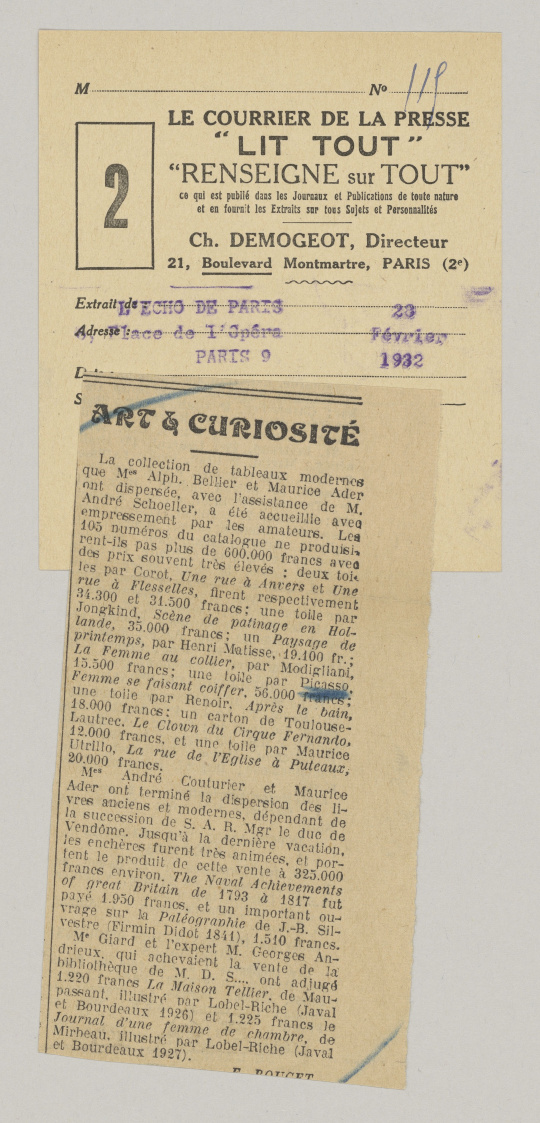 M Nº 115
LE COURRIER DE LA PRESSE
“ LIT TOUT ”
“RENSEIGNE sur TOUT”
2
ce qui est publié dans les Journaux et Publications de toute nature
et en fournit les Extraits sur tous Sujets et Personnalités
Ch. DEMOGEOT, Directeur
21, Boulevard Montmartre, PARIS (2e)
Extrait de L'ECHO DE PARIS 23
Adresse : Place de l'Opéra Février
PARIS 9 1932
D
S
ART & CURIOSITÉ
La collection de tableaux modernes
que Mes Alph. Bellier et Maurice Ader
ont dispersée, avec l'assistance de M.
André Schoeller, a été accueillie avec
empressement par les amateurs. Les
105 numéros du catalogue ne produisi-
rent-ils pas plus de 600.000 francs avec
des prix souvent très élevés : deux toi-
les par Corot, Une rue à Anvers et Une
rue à Flesselles, firent respectivement
34.300 et 31.500 francs; une toile par
Jongkind, Scène de patinage en Hol-
lande, 35.000 francs; un Paysage de
printemps, par Henri Matisse, 19.100 fr.;
La Femme au collier, par Modigliani,
15.500 francs; une toile par Picasso,
Femme se faisant coiffer, 56.000 francs;
une toile par Renoir, Après le bain,
18.000 francs; un carton de Toulouse-
Lautrec, Le Clown du Cirque Fernando,
12.000 francs, et une toile par Maurice
Utrillo, La rue de l'Eglise à Puteaux,
20.000 francs.
Mes André Couturier et Maurice
Ader ont terminé la dispersion des li-
vres anciens et modernes, dépendant de
la succession de S. A. R. Mgr le duc de
Vendôme. Jusqu'à la dernière vacation,
les enchères furent très animées, et por-
tent le produit de cette vente à 325.000
francs environ. The Naval Achievements
of great Britain de 1793 à 1817 fut
payé 1.950 francs, et un important ou-
vrage sur la Paléographie de J.-B. Sil-
vestre (Firmin Didot 1841), 1.510 francs.
Me Giard et l'expert M. Georges An-
drieux, qui achevaient la vente de la
bibliothèque de M. D. S..., ont adjugé
1.220 francs La Maison Tellier, de Mau-
passant, illustré par Lobel-Riche (Javal
et Bourdeaux 1926) et 1.225 francs le
Journal d'une femme de chambre, de
Mirbeau, illustré par Lobel-Riche (Javal
et Bourdeaux 1927).
F. ROUGET